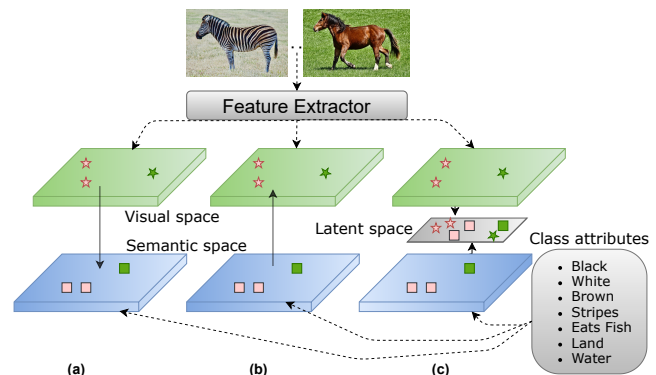 Feature Extractor
Visual space
Latent space
Semantic space
Class attributes
Black
White
Brown
Stripes
Eats Fish
Land
Water
(a)
(b)
(c)